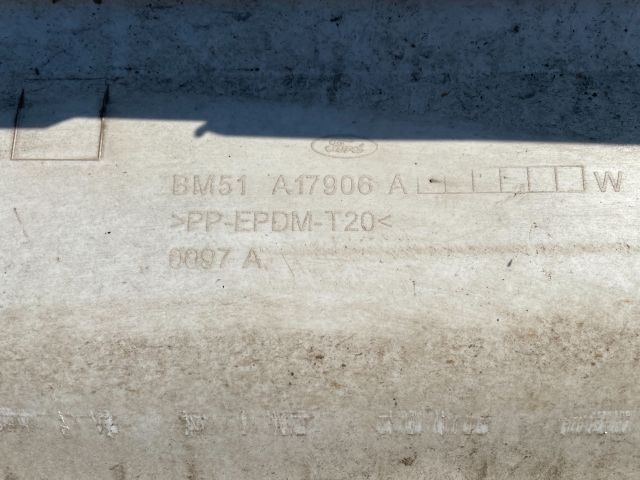 Ford
BM51 A17906 A W
>PP-EPDM-T20<
0097 A